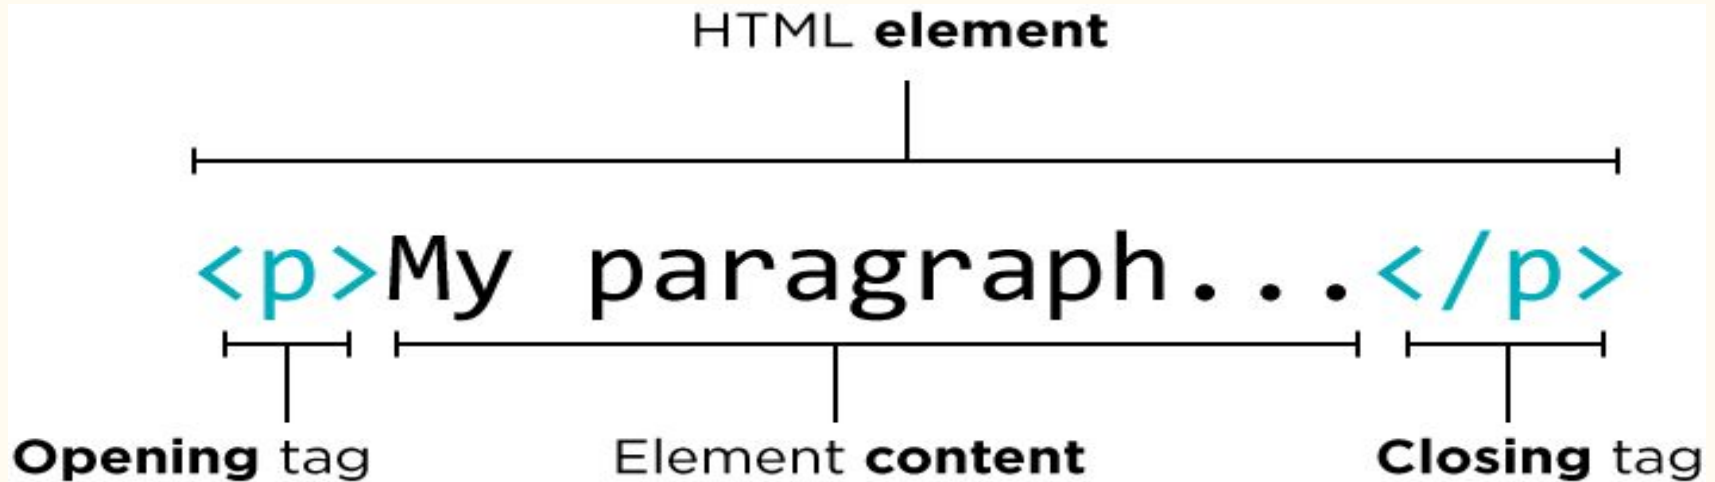 HTML element
<p>My paragraph...</p>
Opening tag
Element content
Closing tag